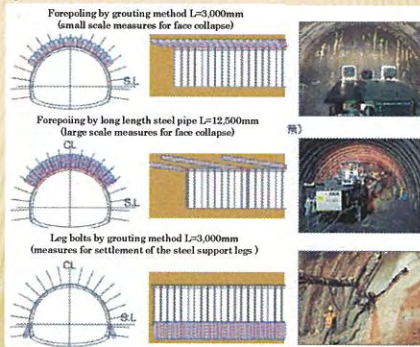 Forepoling by grouting method L=3,000mm
(small scale measures for face collapse)
S.L
Forepoiing by long length steel pipe L=12,500mm
(large scale measures for face collapse)
CL
S.L
Leg bolts by grouting method L=3,000mm
(measures for settlement of the steel support legs )
CL
S.L